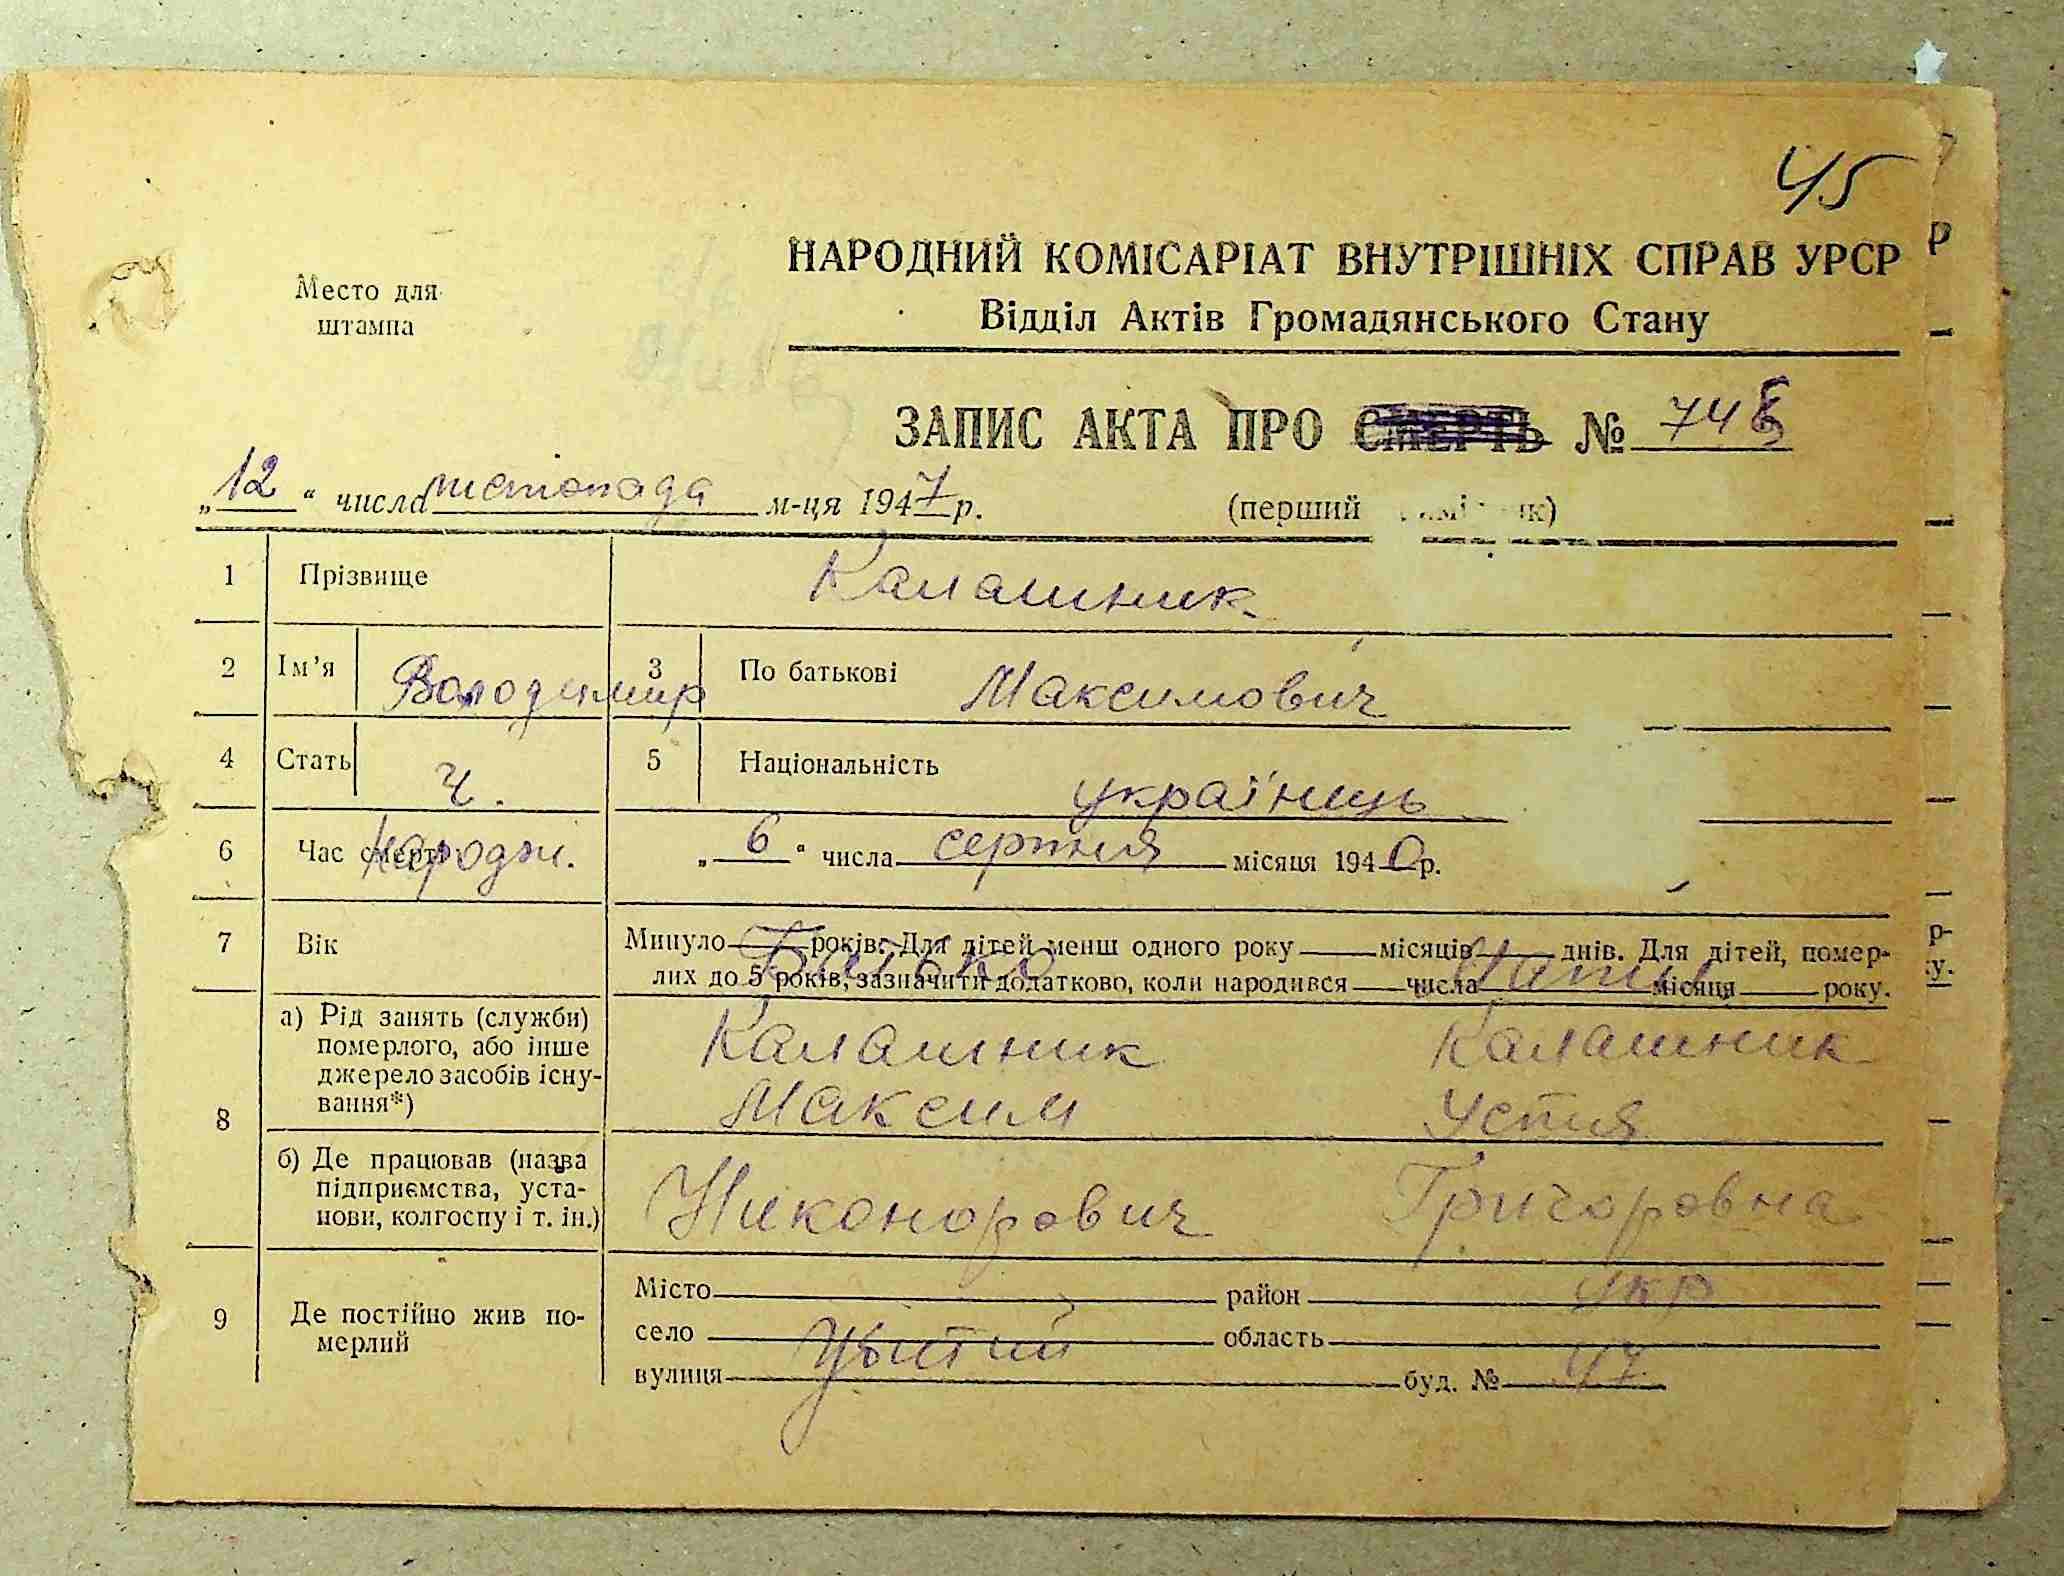 45
НАРОДНИЙ КОМІСАРІАТ ВНУТРІШНІХ СПРАВ УРСР
Место для штампа
Відділ Актів Громадянського Стану
ЗАПИС АКТА ПРО СМЕРТЬ № 748
„12“ числа листопада м-ця 1947 р.
(перший
1 Прізвище Калашник
2 Ім'я Володимир 3 По батькові Максимович
4 Стать Ч. 5 Національність українець
6 Час смерті народж. „6“ числа серпня місяця 1940 р.
7 Вік Минуло років. Для дітей менш одного року місяців днів. Для дітей, помер-
лих до 5 років, зазначити додатково, коли народився числа місяця року.
Батько Мати
8 а) Рід занять (служби) померлого, або інше джерело засобів існу-вання*)
Калашник Калашник
Максим Устия
б) Де працював (назва підприємства, уста-нови, колгоспу і т. ін.)
Никонорович Григоровна
9 Де постійно жив по-мерлий
Місто район укр
село область
вулиця буд. № 47